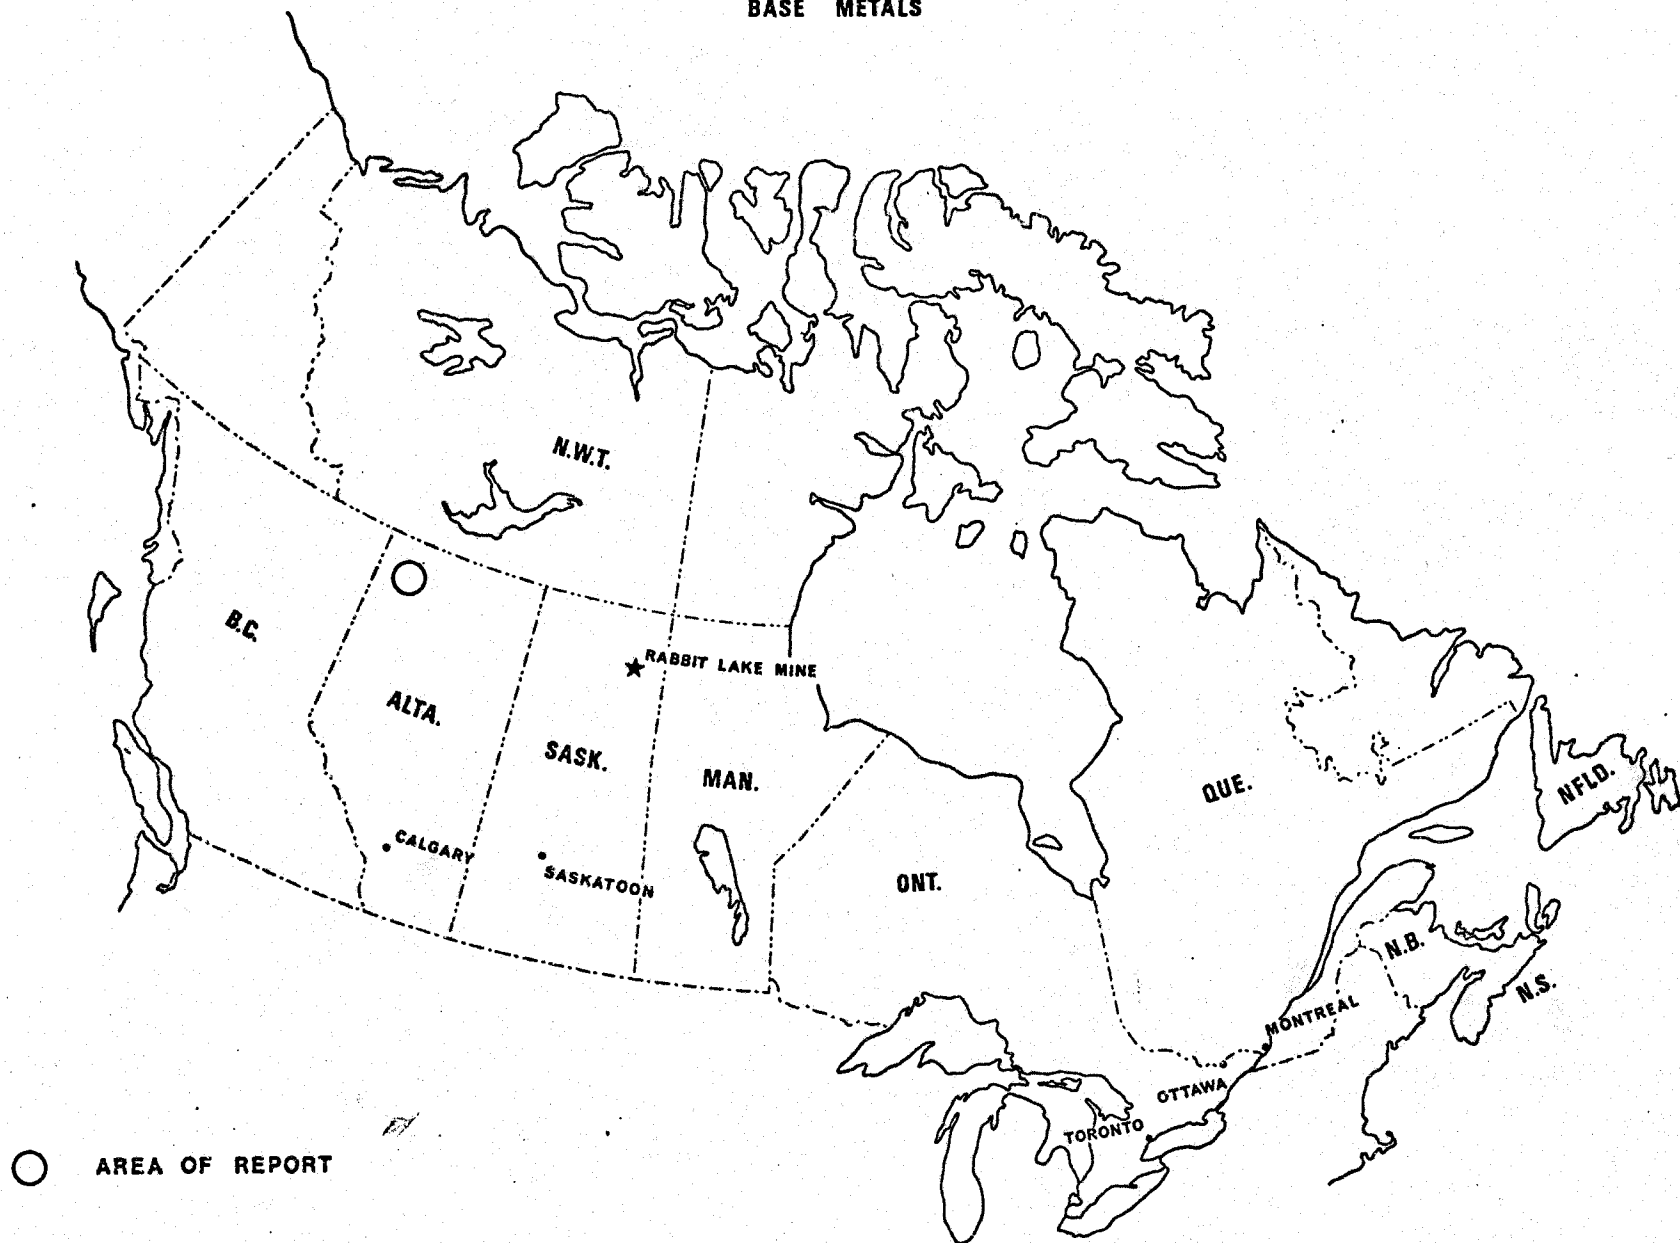 BASE METALS
N.W.T.
B.C.
RABBIT LAKE MINE
ALTA.
SASK.
MAN.
QUE.
NFLD.
CALGARY
SASKATOON
ONT.
N.B.
N.S.
MONTREAL
OTTAWA
TORONTO
AREA OF REPORT